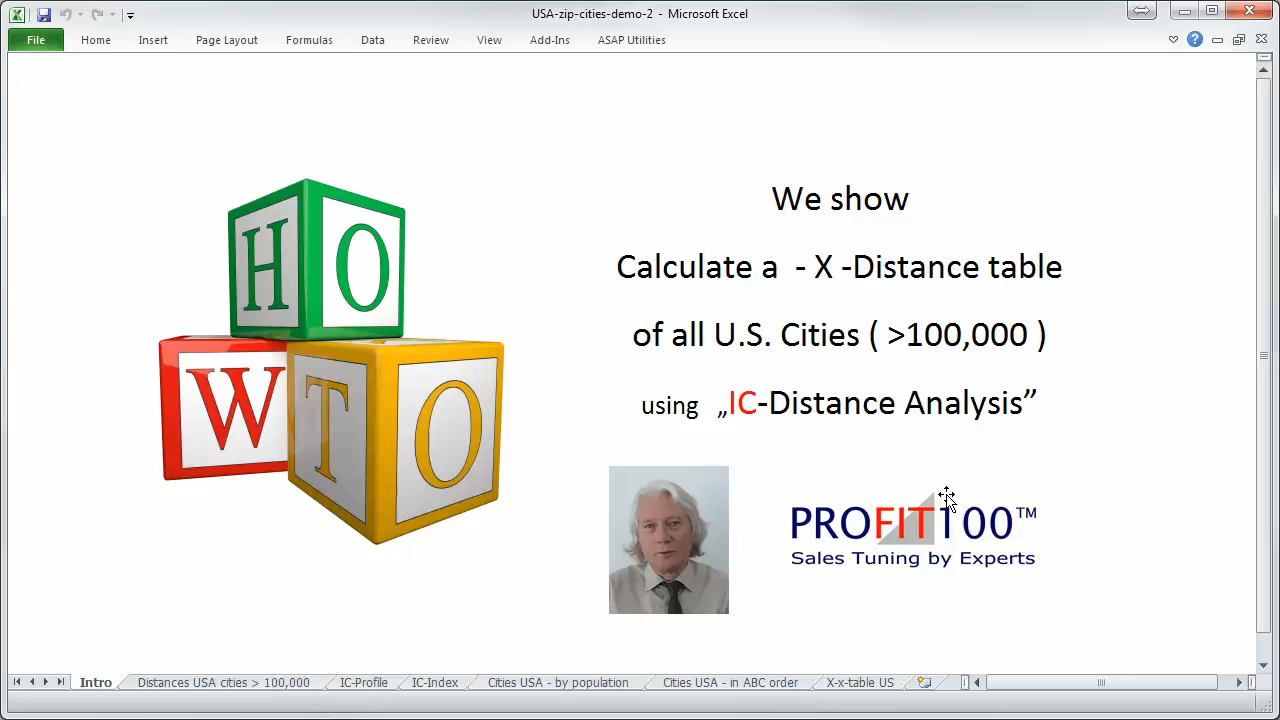 USA-zip-cities-demo-2 - Microsoft Excel
File Home Insert Page Layout Formulas Data Review View Add-Ins ASAP Utilities
HO
W TO
We show
Calculate a - X -Distance table
of all U.S. Cities ( >100,000 )
using „IC-Distance Analysis”
PROFIT100™
Sales Tuning by Experts
Intro Distances USA cities > 100,000 IC-Profile IC-Index Cities USA - by population Cities USA - in ABC order X-x-table US